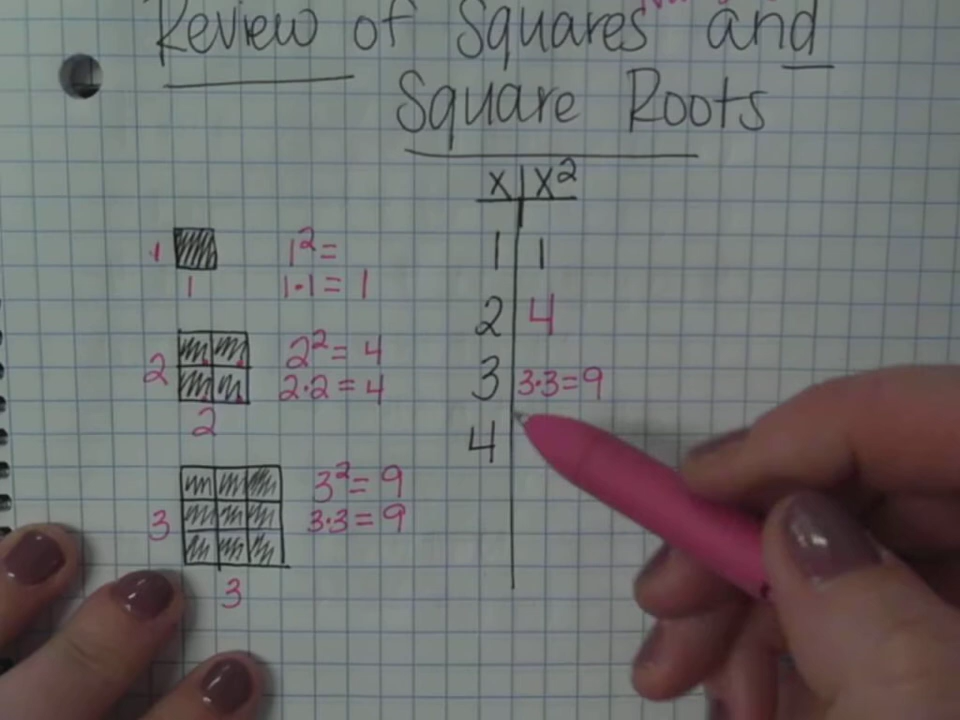 Review of Squares and
Square Roots
x x²
1 1² = 1 1
1 1·1 = 1
2² = 4 2 4
2 2·2 = 4 3 3·3=9
2
4
3² = 9
3 3·3 = 9
3